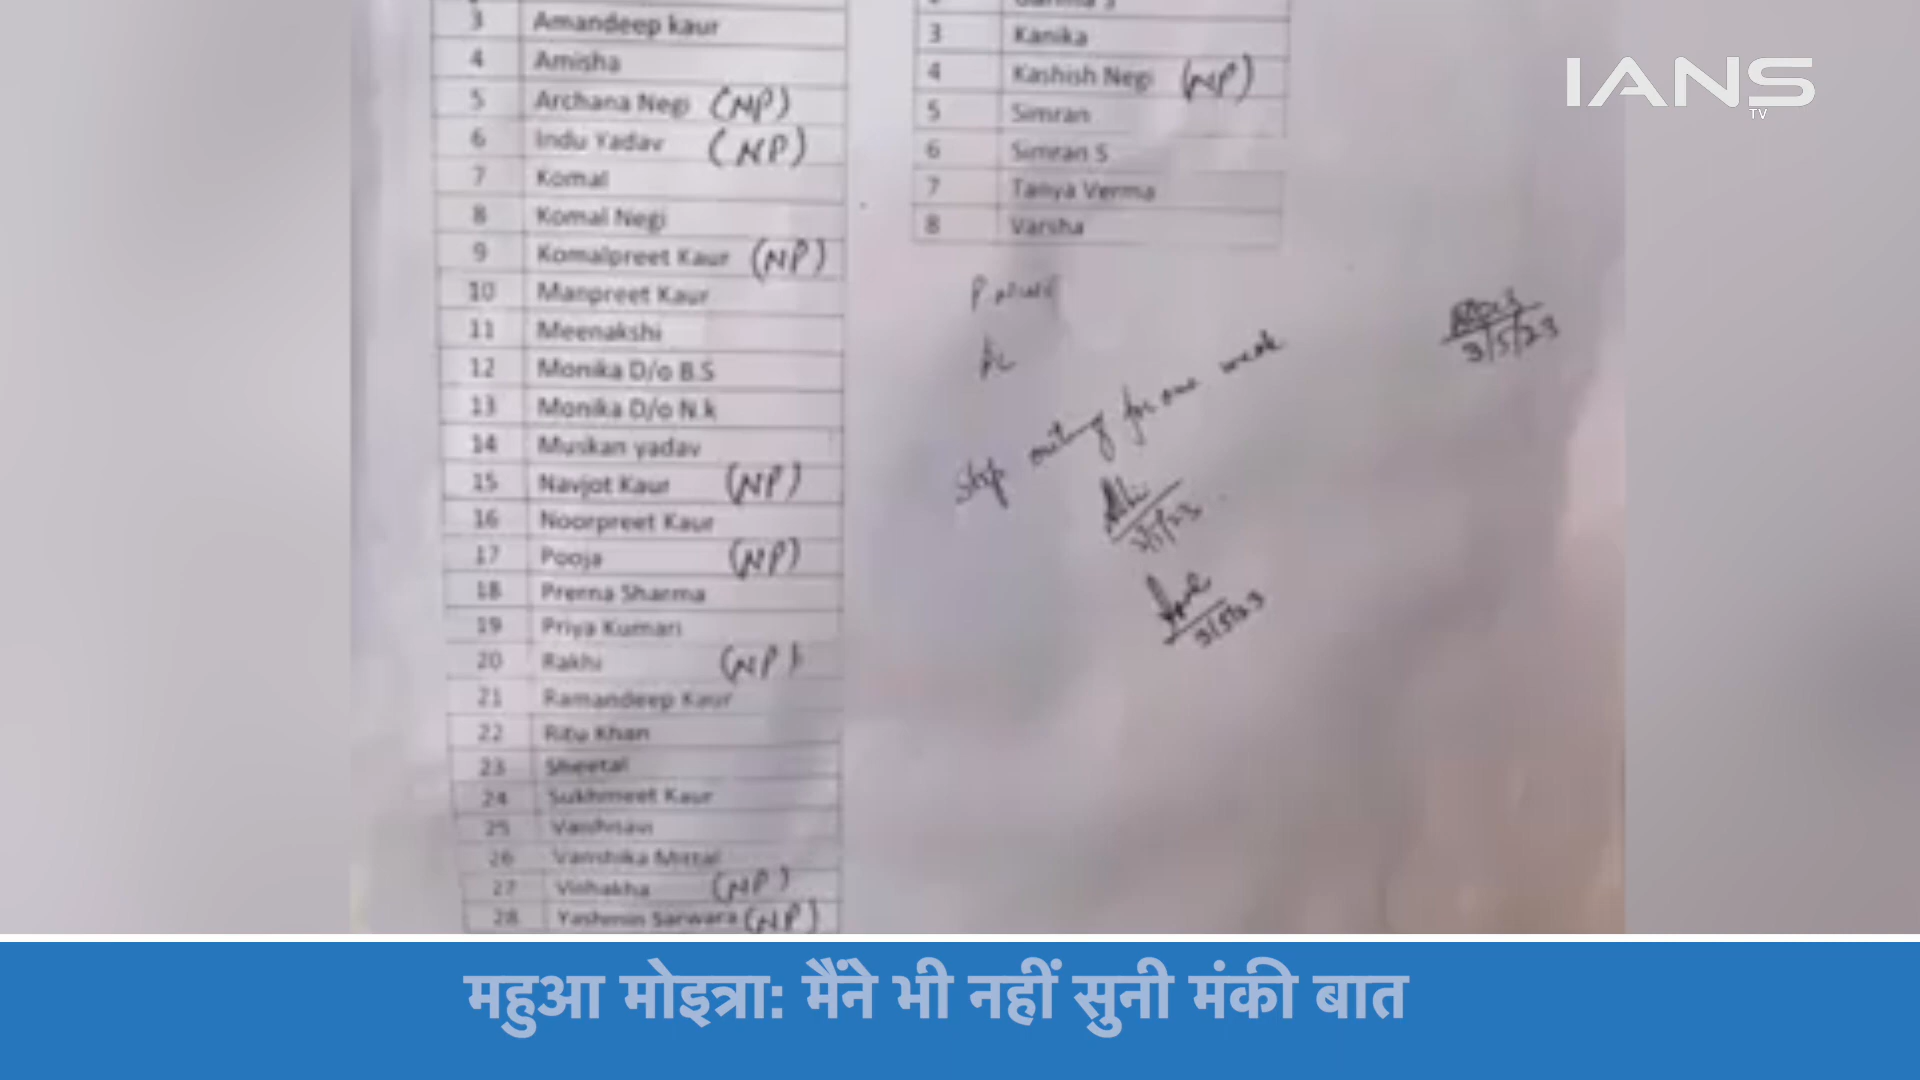 3 Amandeep kaur
4 Amisha
5 Archana Negi (NP)
6 Indu Yadav (NP)
7 Komal
8 Komal Negi
9 Komalpreet Kaur (NP)
10 Manpreet Kaur
11 Meenakshi
12 Monika D/o B.S
13 Monika D/o N.k
14 Muskan yadav
15 Navjot Kaur (NP)
16 Noorpreet Kaur
17 Pooja (NP)
18 Prerna Sharma
19 Priya Kumari
20 Rakhi (NP)
21 Ramandeep Kaur
22 Ritu Khan
23 Sheetal
24 Sukhmeet Kaur
25 Vaishnavi
26 Vanshika Mittal
27 Vishakha (NP)
28 Yashmin Sarwara (NP)
3 Kanika
4 Kashish Negi (NP)
5 Simran
6 Simran S
7 Tanya Verma
8 Varsha
Stop outing for one week
3/5/23
3/5/23
IANS
TV
महुआ मोइत्रा: मैंने भी नहीं सुनी मंकी बात